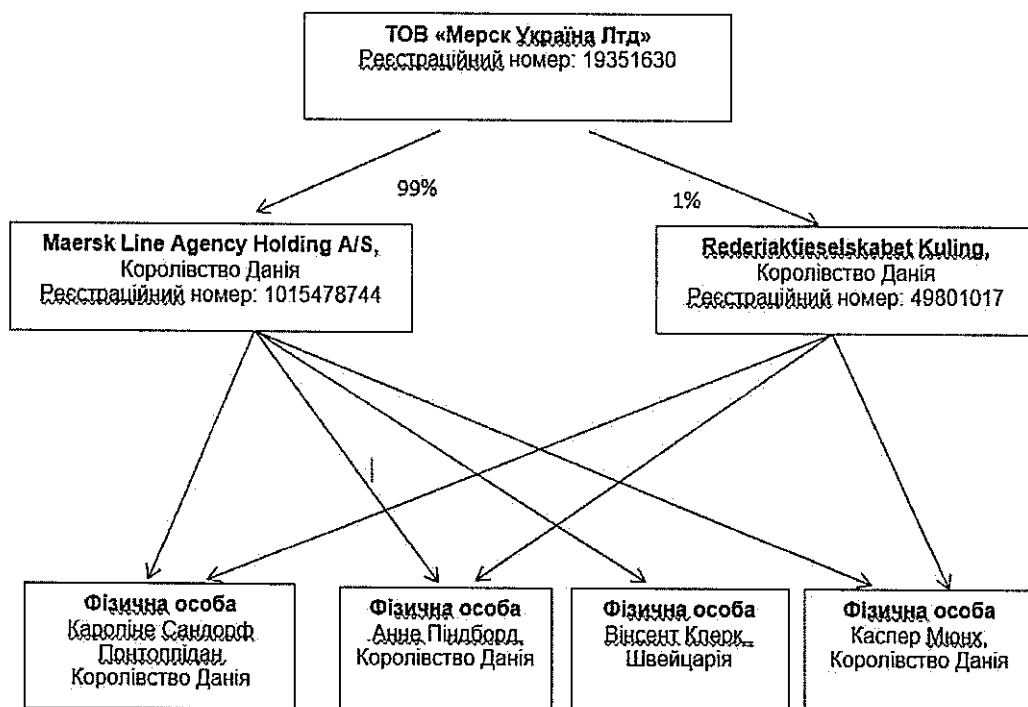 ТОВ «Мерск Україна Лтд»
Реєстраційний номер: 19351630
99%
1%
Maersk Line Agency Holding A/S,
Королівство Данія
Реєстраційний номер: 1015478744
Rederiaktieselskabet Kuling,
Королівство Данія
Реєстраційний номер: 49801017
Фізична особа
Кароліне Сандорф
Понтоппідан,
Королівство Данія
Фізична особа
Анне Піндборд,
Королівство Данія
Фізична особа
Вінсент Клерк,
Швейцарія
Фізична особа
Каспер Мюнх,
Королівство Данія